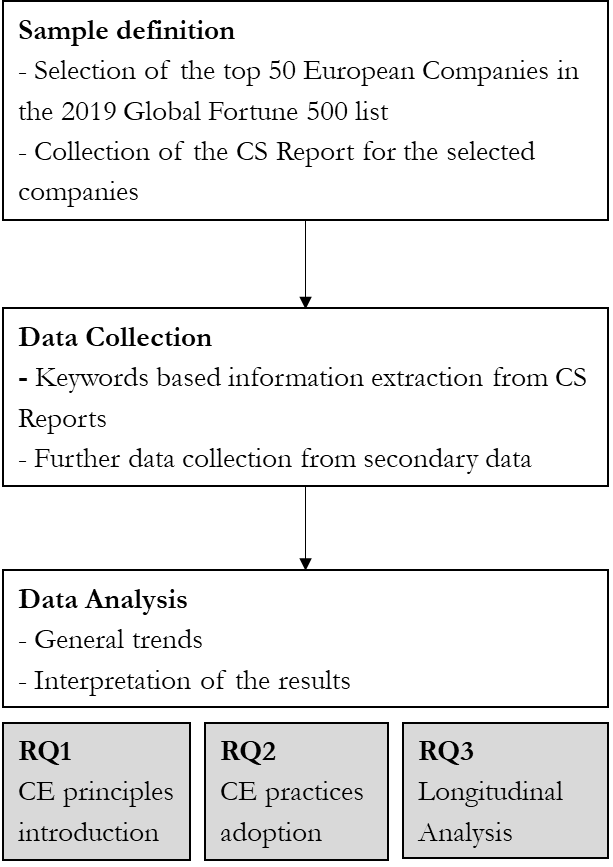 Sample definition
- Selection of the top 50 European Companies in
the 2019 Global Fortune 500 list
- Collection of the CS Report for the selected
companies
Data Collection
- Keywords based information extraction from CS
Reports
- Further data collection from secondary data
Data Analysis
- General trends
- Interpretation of the results
RQ1
CE principles
introduction
RQ2
CE practices
adoption
RQ3
Longitudinal
Analysis